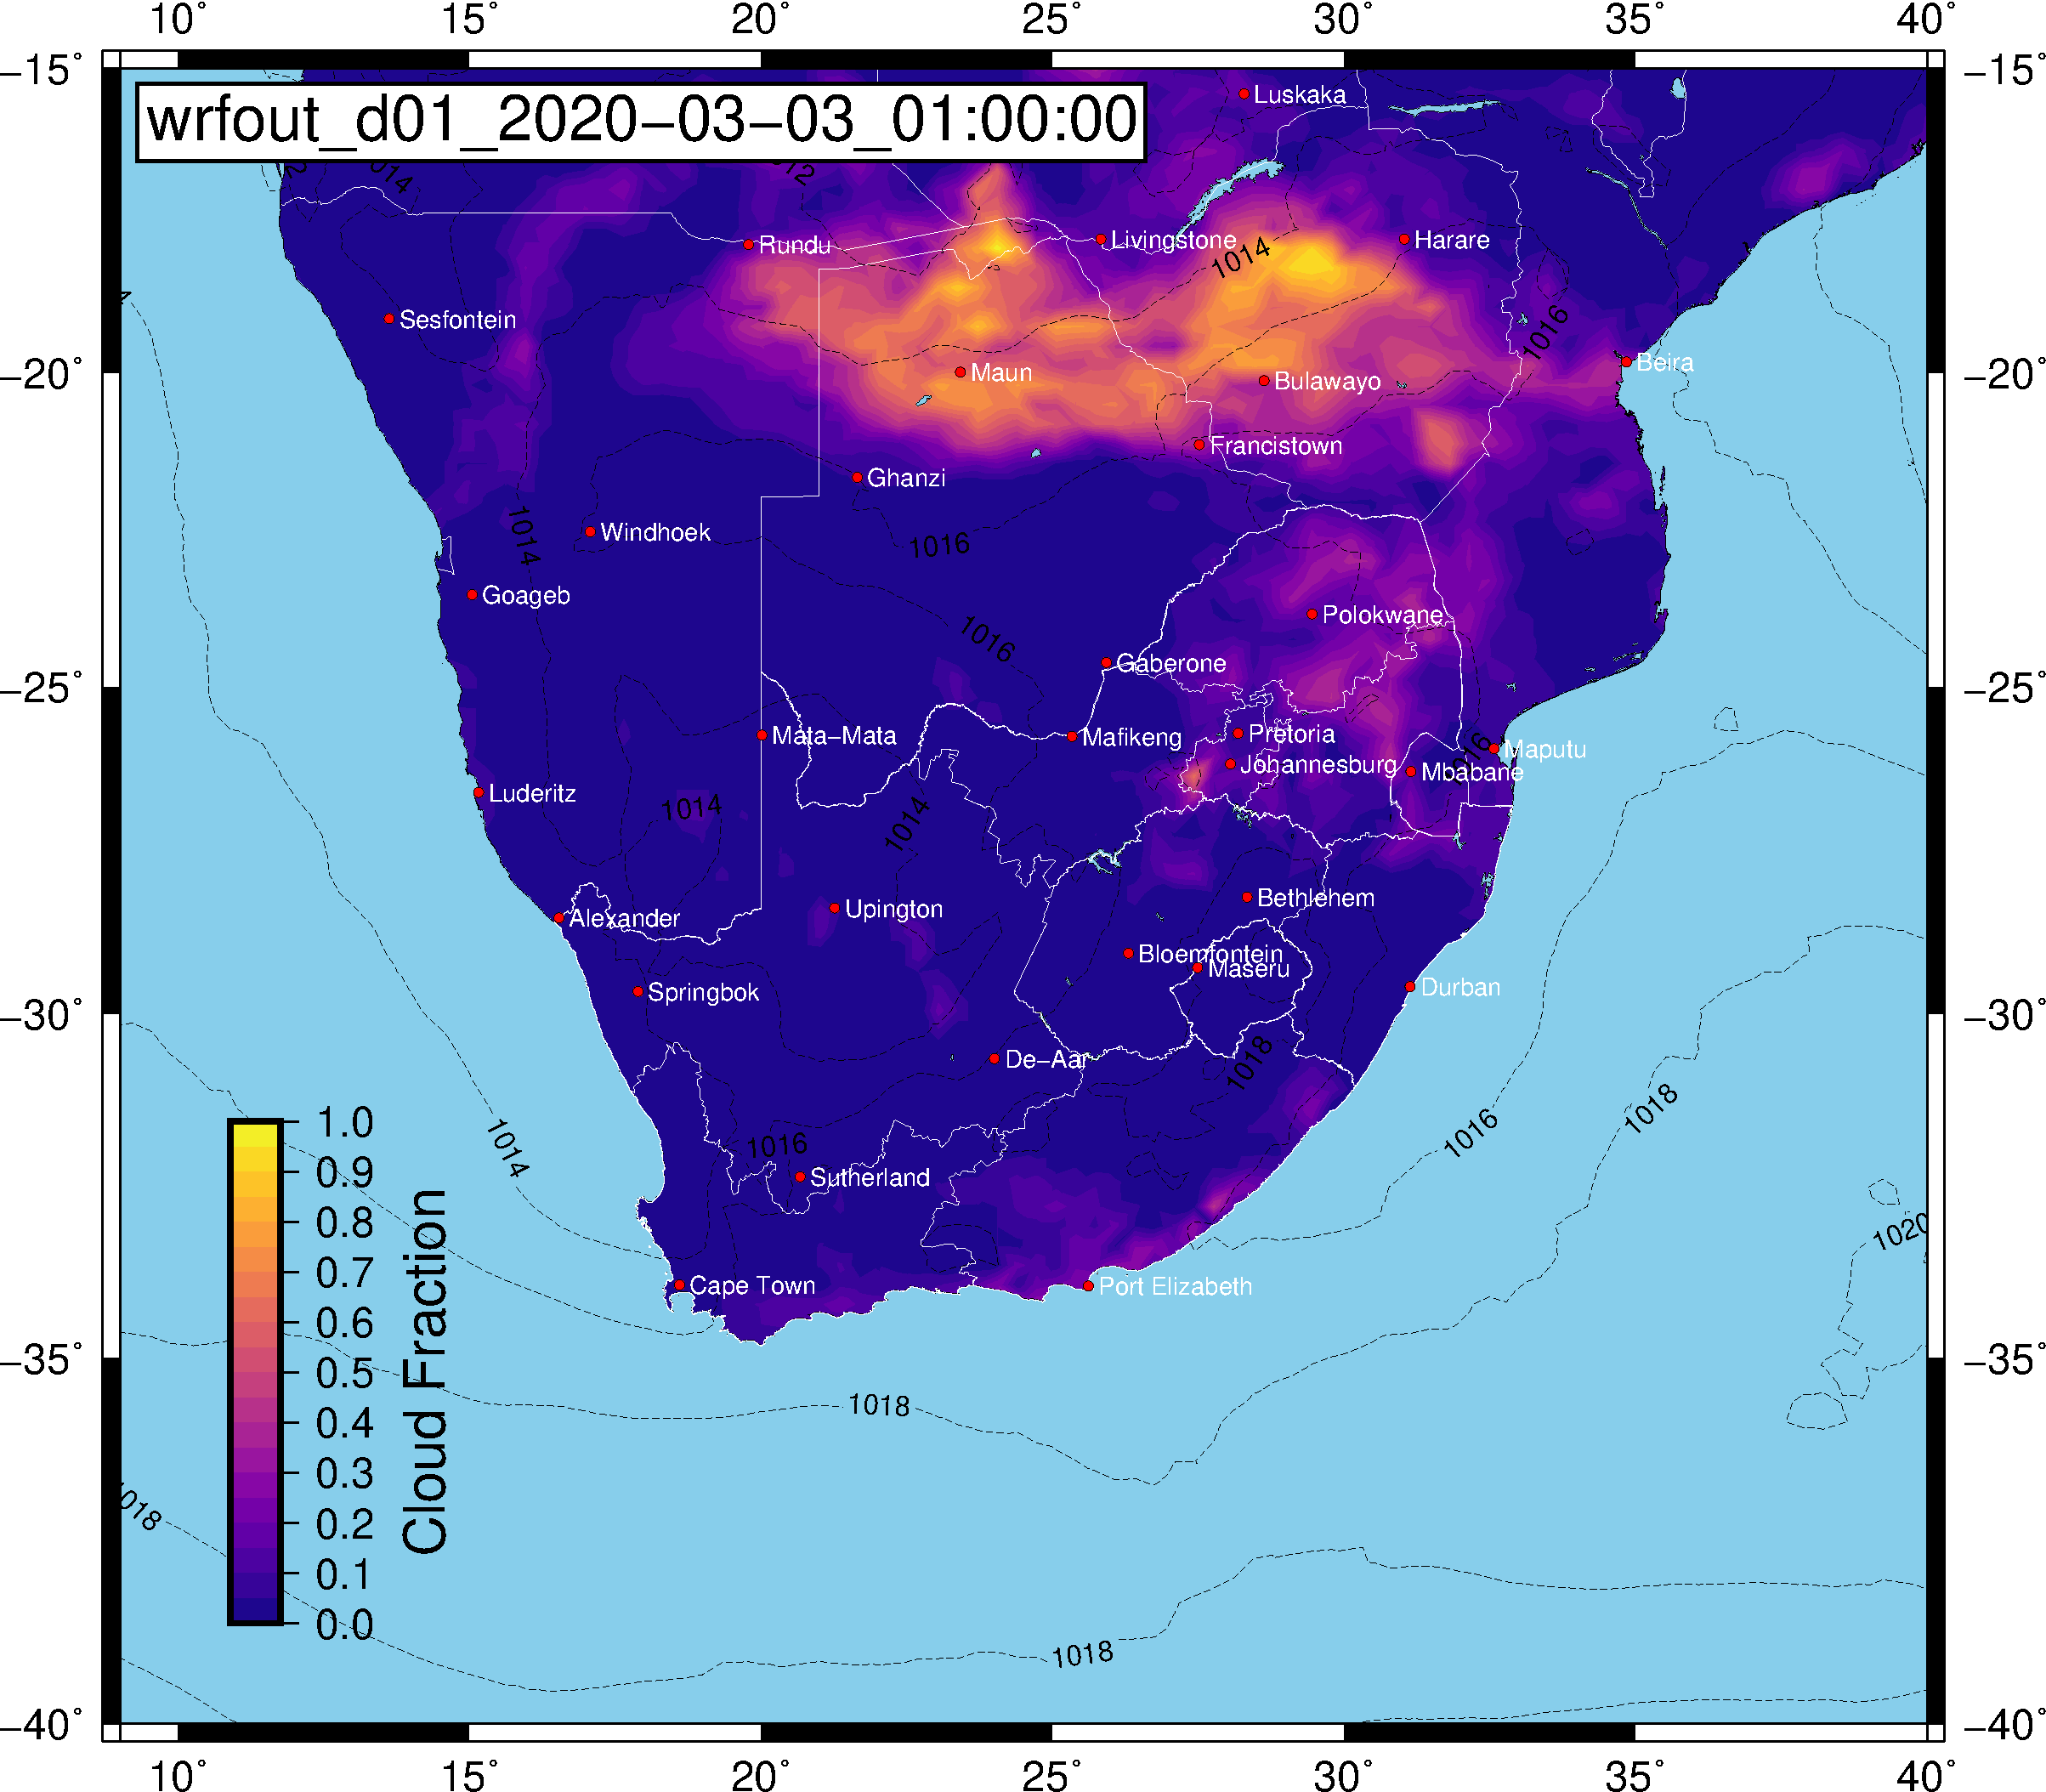 10° 15° 20° 25° 30° 35° 40°
−15° −15°
wrfout_d01_2020−03−03_01:00:00
Luskaka
1014
1012
Rundu
Livingstone
Harare
1014
Sesfontein
1016
Beira
−20° −20°
Maun
Bulawayo
Francistown
Ghanzi
1014
Windhoek
1016
Goageb
Polokwane
1016
Gaberone
−25° −25°
Mata−Mata
Mafikeng
Pretoria
Maputu
1016
Johannesburg
Mbabane
Luderitz
1014
1014
Bethlehem
Upington
Alexander
Bloemfontein
Maseru
Springbok
Durban
−30° −30°
De−Aar
1018
1018
1014
1016
1016
Sutherland
1020
Cape Town
Port Elizabeth
1.0
0.9
0.8
0.7
0.6
0.5
0.4
0.3
0.2
0.1
0.0
Cloud Fraction
−35° −35°
1018
1018
1018
−40° −40°
10° 15° 20° 25° 30° 35° 40°